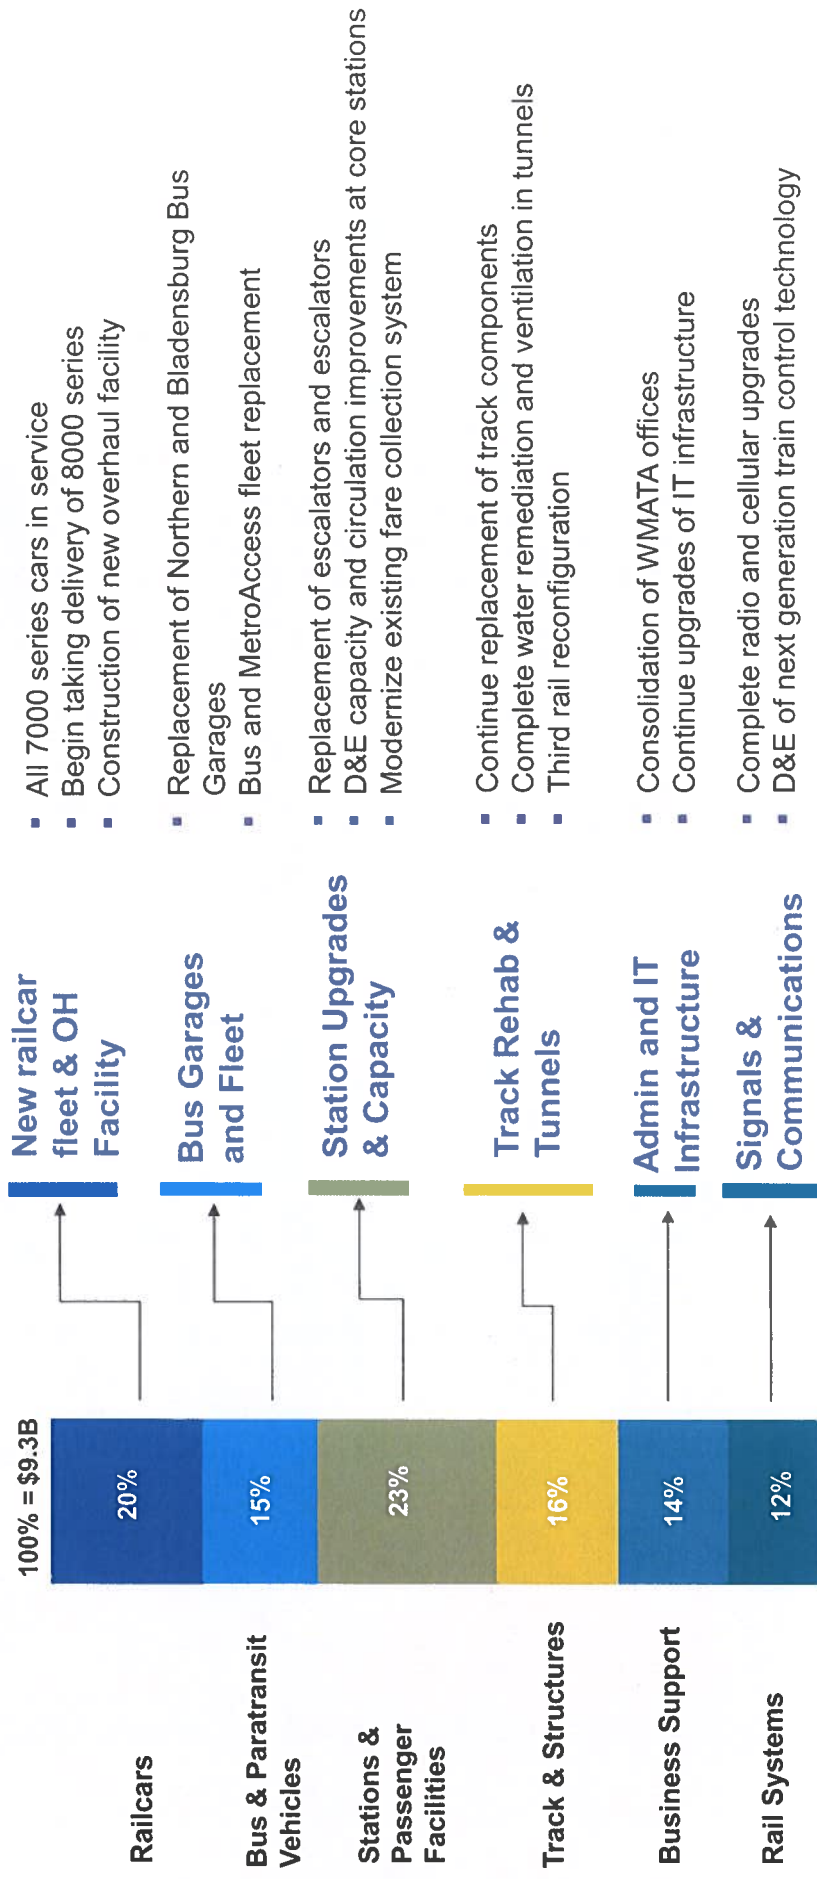 100% = $9.3B
Railcars
20%
New railcar
fleet & OH
Facility
▪ All 7000 series cars in service
▪ Begin taking delivery of 8000 series
▪ Construction of new overhaul facility
Bus & Paratransit
Vehicles
15%
Bus Garages
and Fleet
▪ Replacement of Northern and Bladensburg Bus
Garages
▪ Bus and MetroAccess fleet replacement
Stations &
Passenger
Facilities
23%
Station Upgrades
& Capacity
▪ Replacement of escalators and escalators
▪ D&E capacity and circulation improvements at core stations
▪ Modernize existing fare collection system
Track & Structures
16%
Track Rehab &
Tunnels
▪ Continue replacement of track components
▪ Complete water remediation and ventilation in tunnels
▪ Third rail reconfiguration
Business Support
14%
Admin and IT
Infrastructure
▪ Consolidation of WMATA offices
▪ Continue upgrades of IT infrastructure
Rail Systems
12%
Signals &
Communications
▪ Complete radio and cellular upgrades
▪ D&E of next generation train control technology